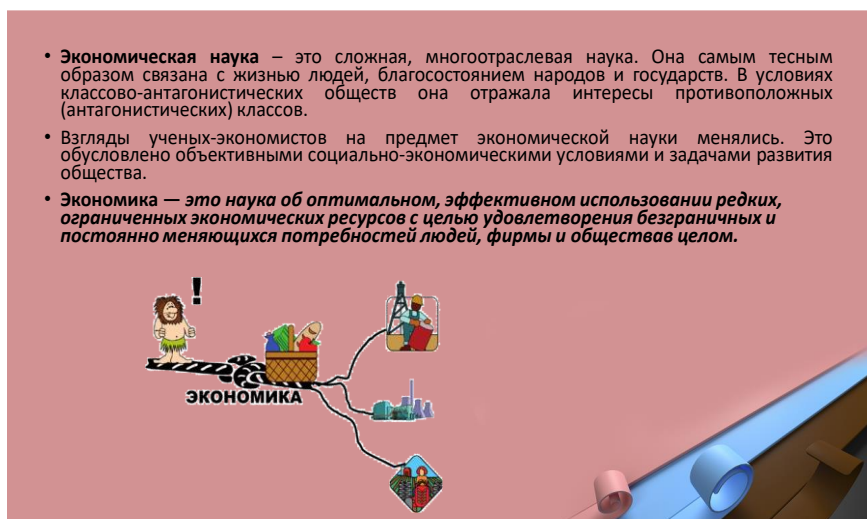 • Экономическая наука – это сложная, многоотраслевая наука. Она самым тесным
образом связана с жизнью людей, благосостоянием народов и государств. В условиях
классово-антагонистических обществ она отражала интересы противоположных
(антагонистических) классов.
• Взгляды ученых-экономистов на предмет экономической науки менялись. Это
обусловлено объективными социально-экономическими условиями и задачами развития
общества.
• Экономика — это наука об оптимальном, эффективном использовании редких,
ограниченных экономических ресурсов с целью удовлетворения безграничных и
постоянно меняющихся потребностей людей, фирмы и обществав целом.
!
ЭКОНОМИКА